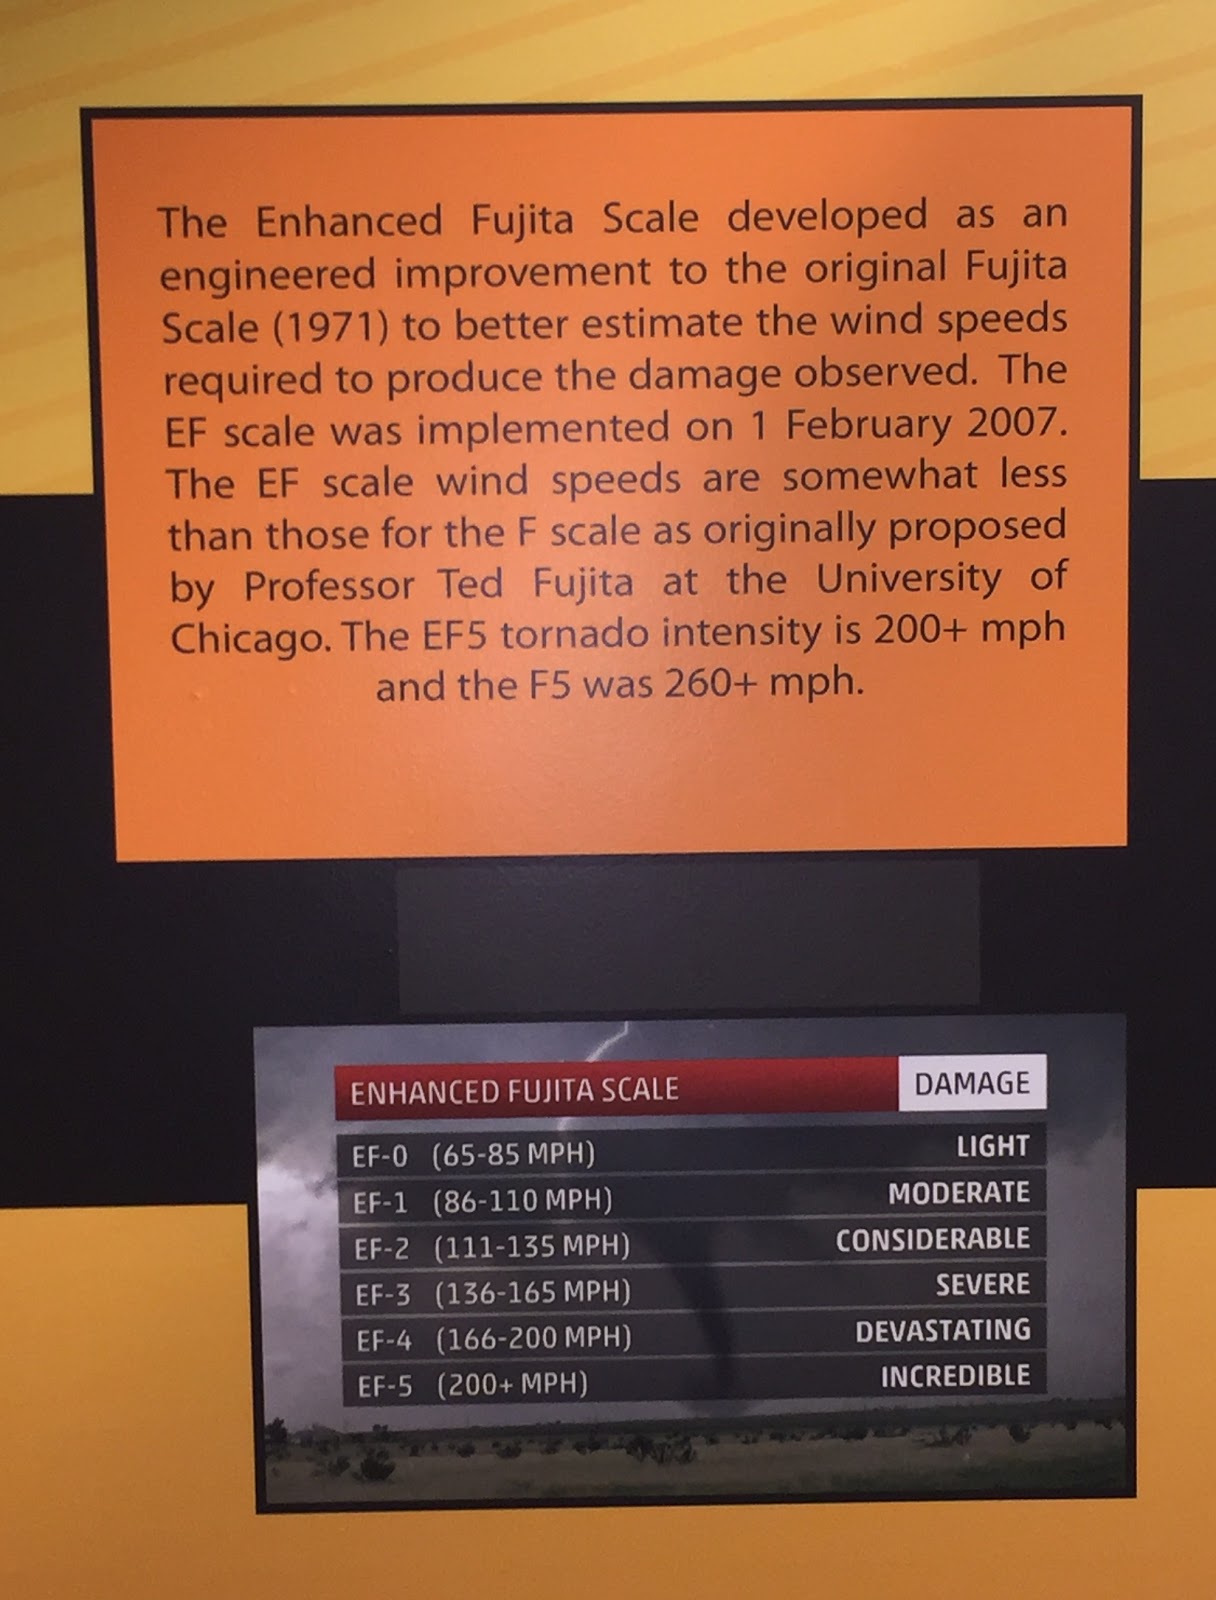 The Enhanced Fujita Scale developed as an
engineered improvement to the original Fujita
Scale (1971) to better estimate the wind speeds
required to produce the damage observed. The
EF scale was implemented on 1 February 2007.
The EF scale wind speeds are somewhat less
than those for the F scale as originally proposed
by Professor Ted Fujita at the University of
Chicago. The EF5 tornado intensity is 200+ mph
and the F5 was 260+ mph.
ENHANCED FUJITA SCALE DAMAGE
EF-0 (65-85 MPH) LIGHT
EF-1 (86-110 MPH) MODERATE
EF-2 (111-135 MPH) CONSIDERABLE
EF-3 (136-165 MPH) SEVERE
EF-4 (166-200 MPH) DEVASTATING
EF-5 (200+ MPH) INCREDIBLE